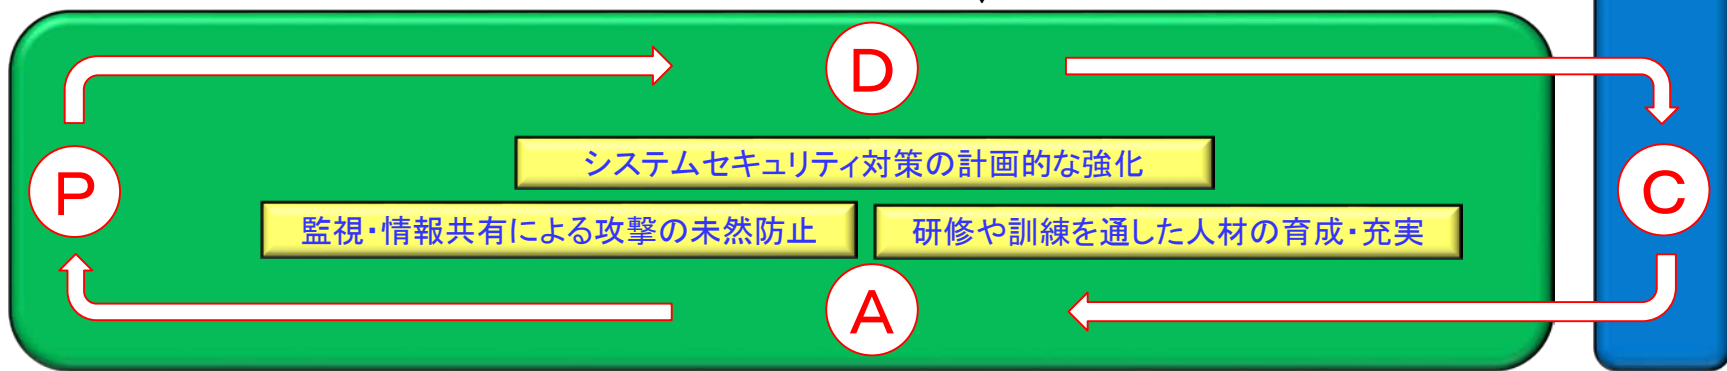 D
システムセキュリティ対策の計画的な強化
P
C
監視・情報共有による攻撃の未然防止
研修や訓練を通した人材の育成・充実
A